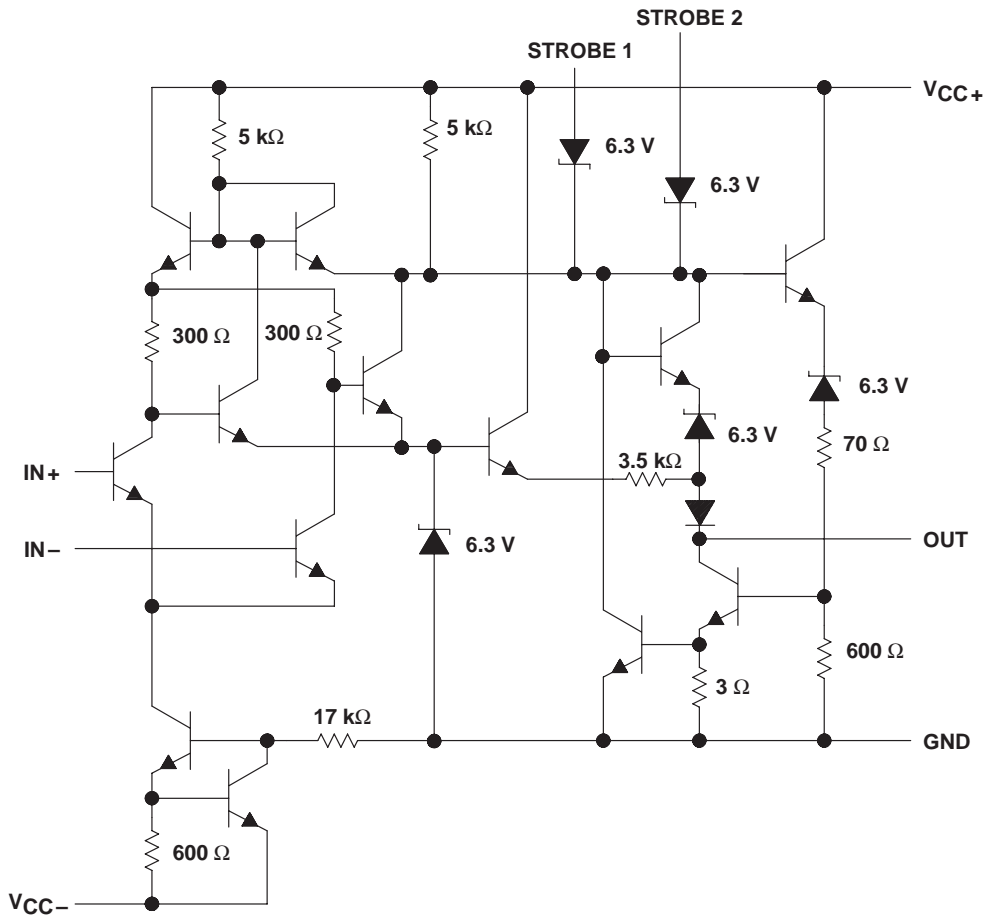 STROBE 2
STROBE 1
VCC+
5 kΩ
5 kΩ
6.3 V
6.3 V
300 Ω
300 Ω
6.3 V
6.3 V
70 Ω
3.5 kΩ
IN+
OUT
IN−
6.3 V
600 Ω
3 Ω
17 kΩ
GND
600 Ω
VCC−